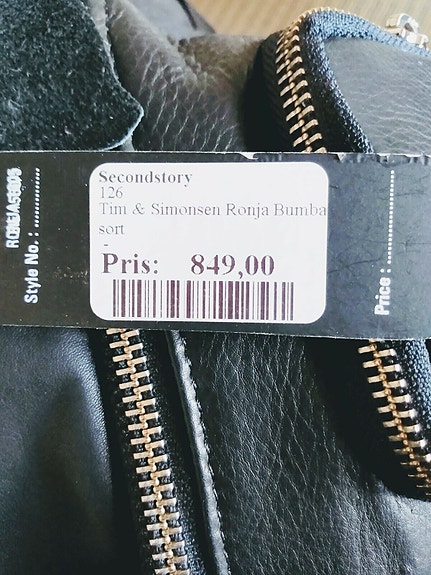 Secondstory
126
Tim & Simonsen Ronja Bumba
sort
-
Pris: 849,00
Style No.:
Price: